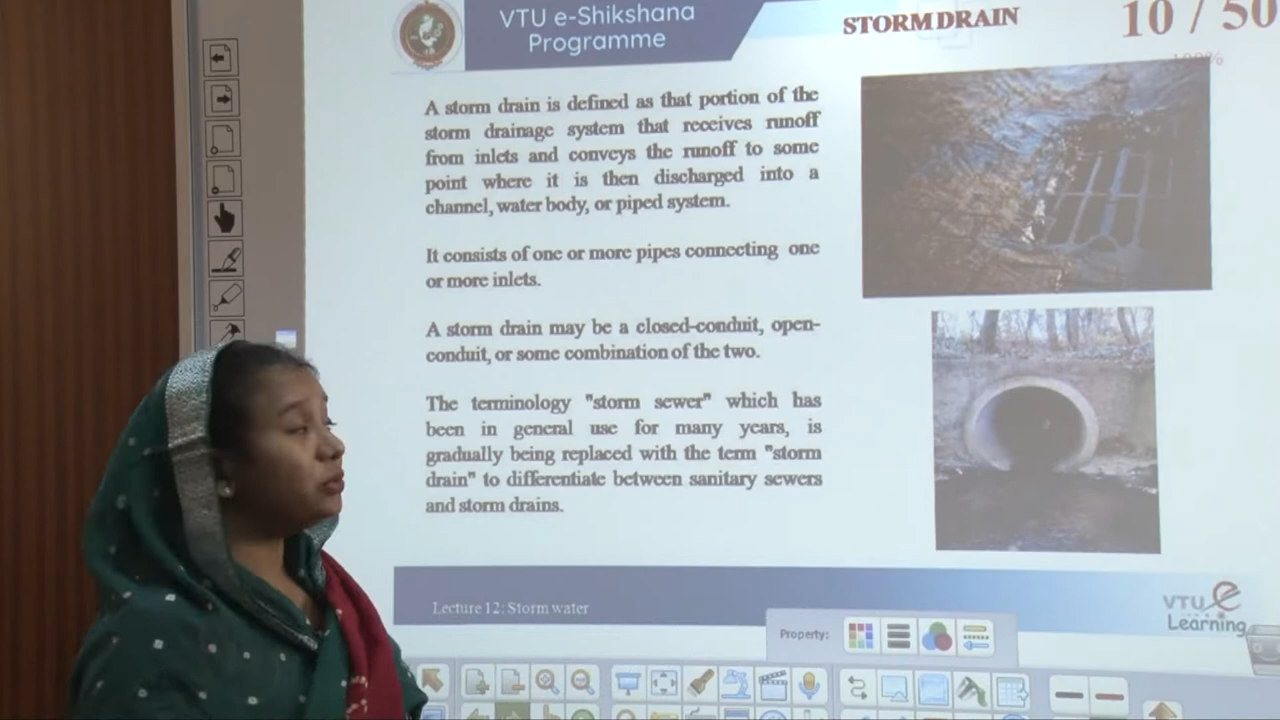 VTU e-Shikshana
Programme
STORM DRAIN
10 / 50
100%
A storm drain is defined as that portion of the
storm drainage system that receives runoff
from inlets and conveys the runoff to some
point where it is then discharged into a
channel, water body, or piped system.
It consists of one or more pipes connecting one
or more inlets.
A storm drain may be a closed-conduit, open-
conduit, or some combination of the two.
The terminology "storm sewer" which has
been in general use for many years, is
gradually being replaced with the term "storm
drain" to differentiate between sanitary sewers
and storm drains.
Lecture 12: Storm water
VTU e
Learning
Property: